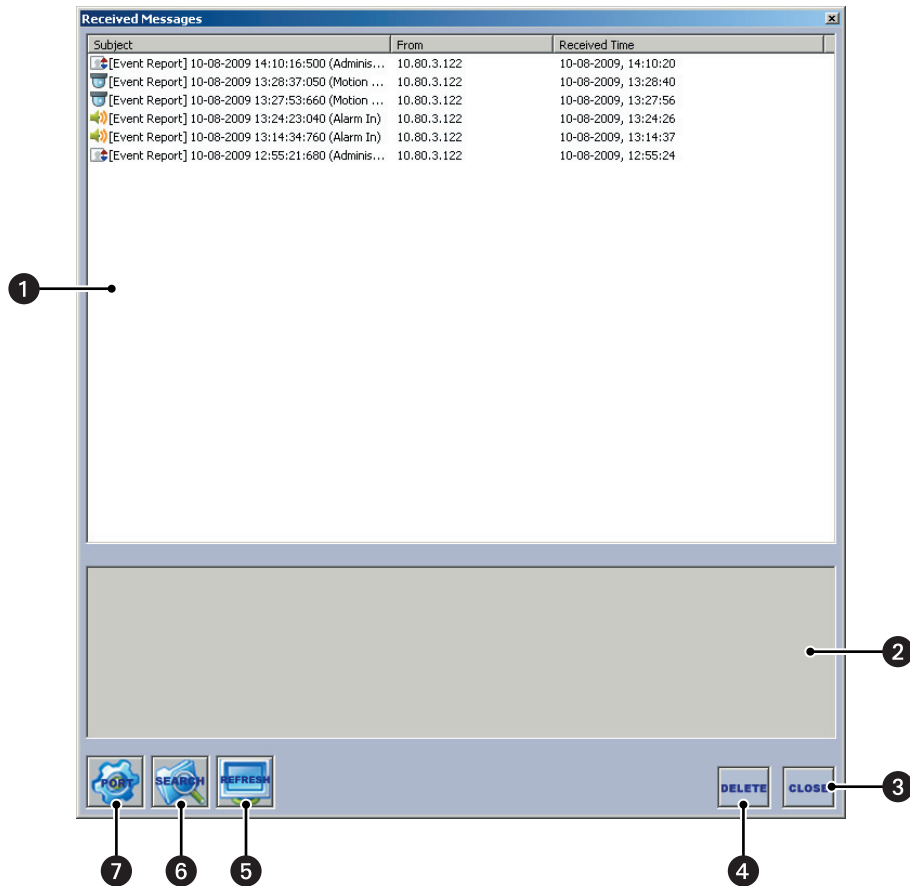 Received Messages
Subject From Received Time
[Event Report] 10-08-2009 14:10:16:500 (Adminis... 10.80.3.122 10-08-2009, 14:10:20
[Event Report] 10-08-2009 13:28:37:050 (Motion ... 10.80.3.122 10-08-2009, 13:28:40
[Event Report] 10-08-2009 13:27:53:660 (Motion ... 10.80.3.122 10-08-2009, 13:27:56
[Event Report] 10-08-2009 13:24:23:040 (Alarm In) 10.80.3.122 10-08-2009, 13:24:26
[Event Report] 10-08-2009 13:14:34:760 (Alarm In) 10.80.3.122 10-08-2009, 13:14:37
[Event Report] 10-08-2009 12:55:21:680 (Adminis... 10.80.3.122 10-08-2009, 12:55:24
1
2
PORT SEARCH REFRESH DELETE CLOSE 3
7 6 5 4